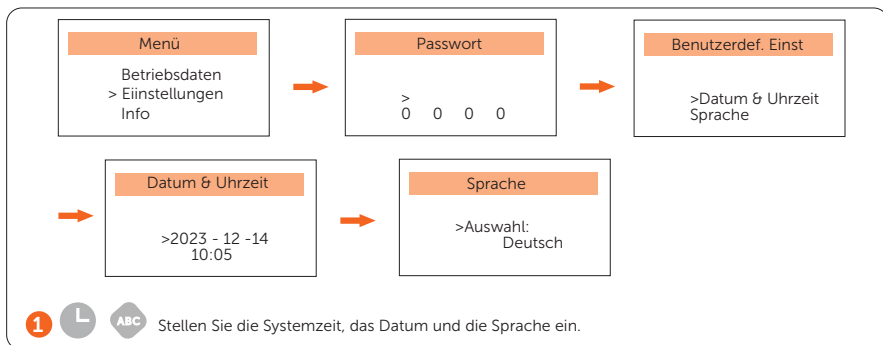 Menü
Betriebsdaten
> Eiinstellungen
Info
Passwort
>
0 0 0 0
Benutzerdef. Einst
>Datum & Uhrzeit
Sprache
Datum & Uhrzeit
>2023 - 12 -14
10:05
Sprache
>Auswahl:
Deutsch
1 ABC Stellen Sie die Systemzeit, das Datum und die Sprache ein.